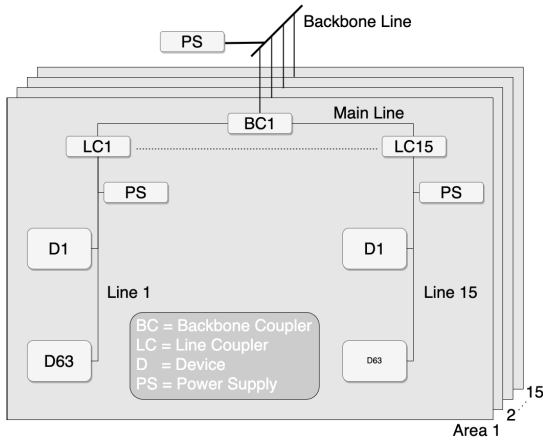 Backbone Line
PS
BC1
Main Line
LC1
LC15
PS
PS
D1
D1
Line 1
Line 15
BC = Backbone Coupler
LC = Line Coupler
D = Device
PS = Power Supply
D63
D63
15
2
Area 1